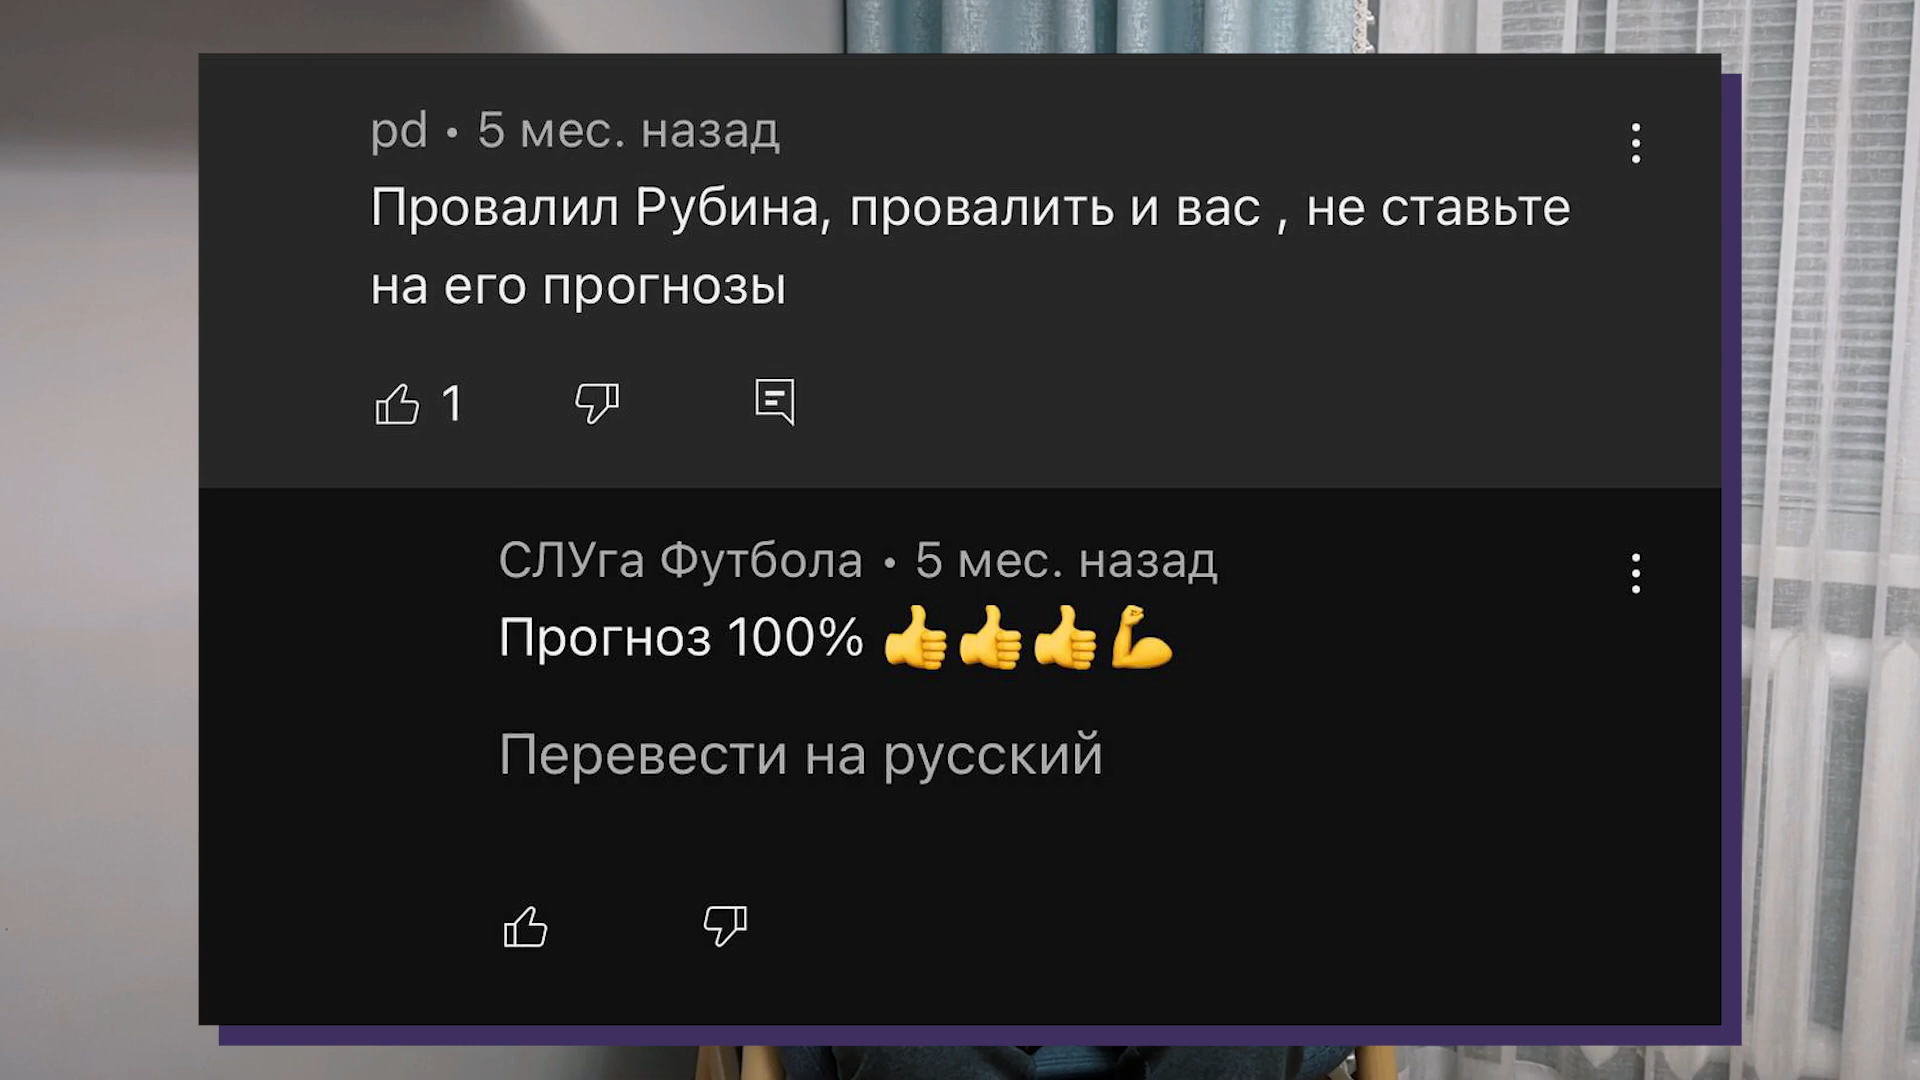 pd • 5 мес. назад
Провалил Рубина, провалить и вас , не ставьте
на его прогнозы
1
СЛУга Футбола • 5 мес. назад
Прогноз 100% 👍👍👍💪
Перевести на русский